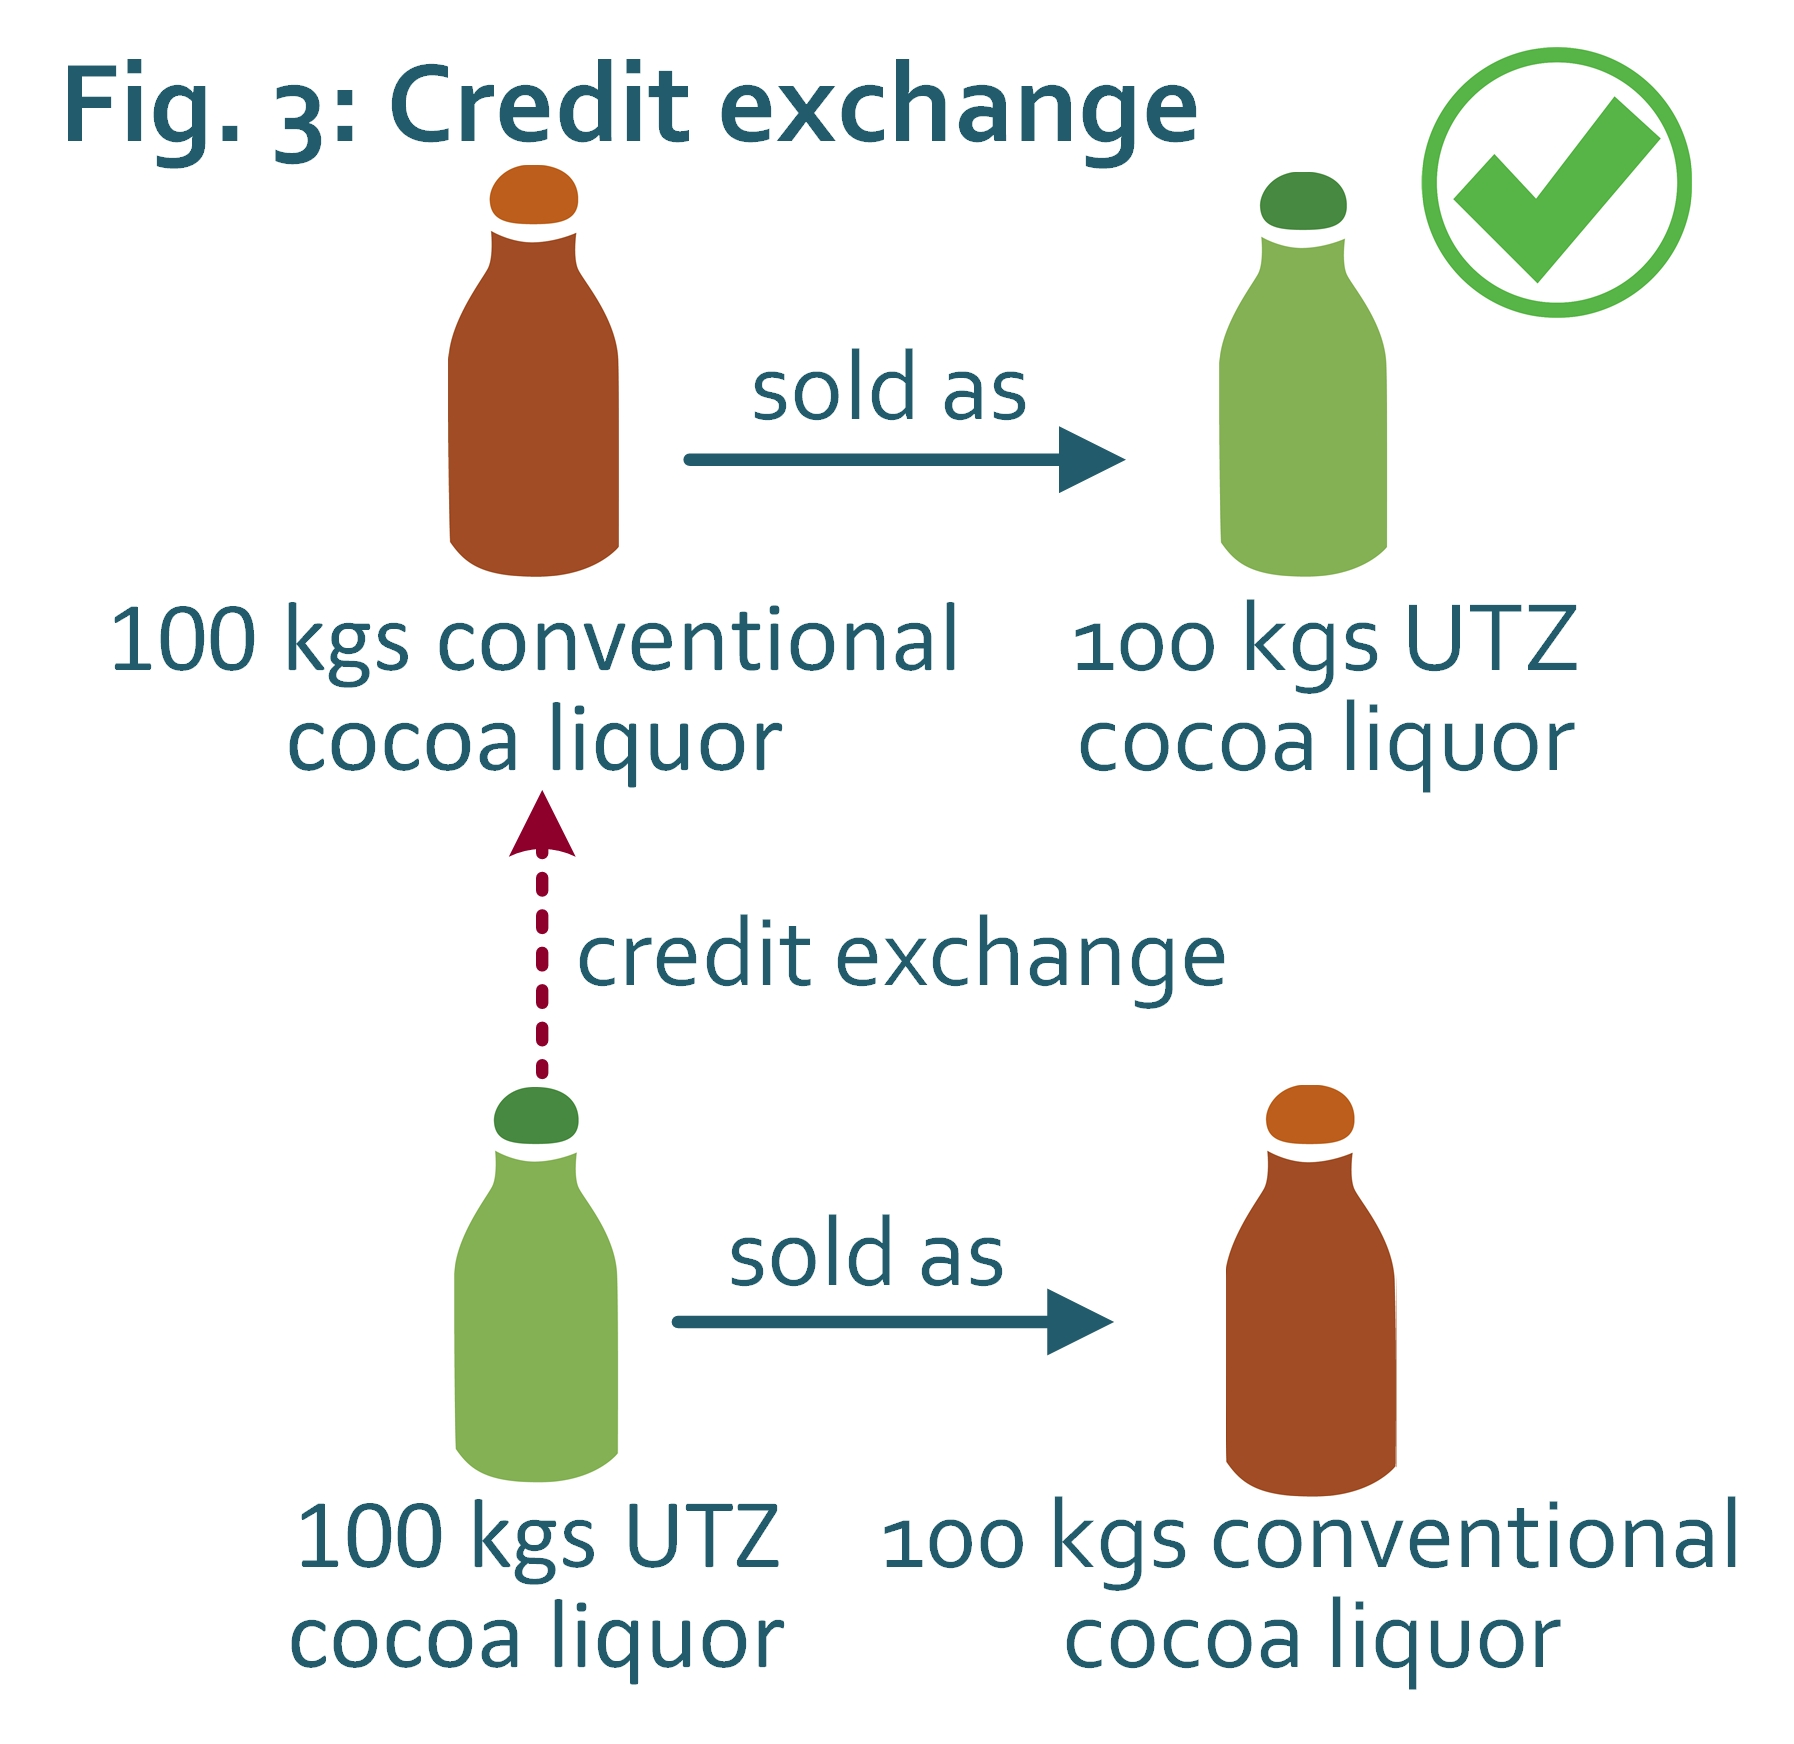 Fig. 3: Credit exchange
sold as
100 kgs conventional
cocoa liquor
100 kgs UTZ
cocoa liquor
credit exchange
sold as
100 kgs UTZ
cocoa liquor
100 kgs conventional
cocoa liquor